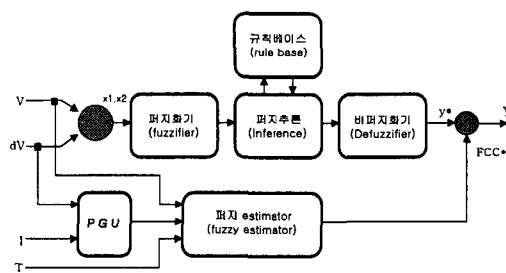 규칙베이스
(rule base)
x1,x2
V
dV
퍼지화기
(fuzzifier)
퍼지추론
(Inference)
비퍼지화기
(Defuzzifier)
y*
Y
FCC*
PGU
퍼지 estimator
(fuzzy estimator)
I
T